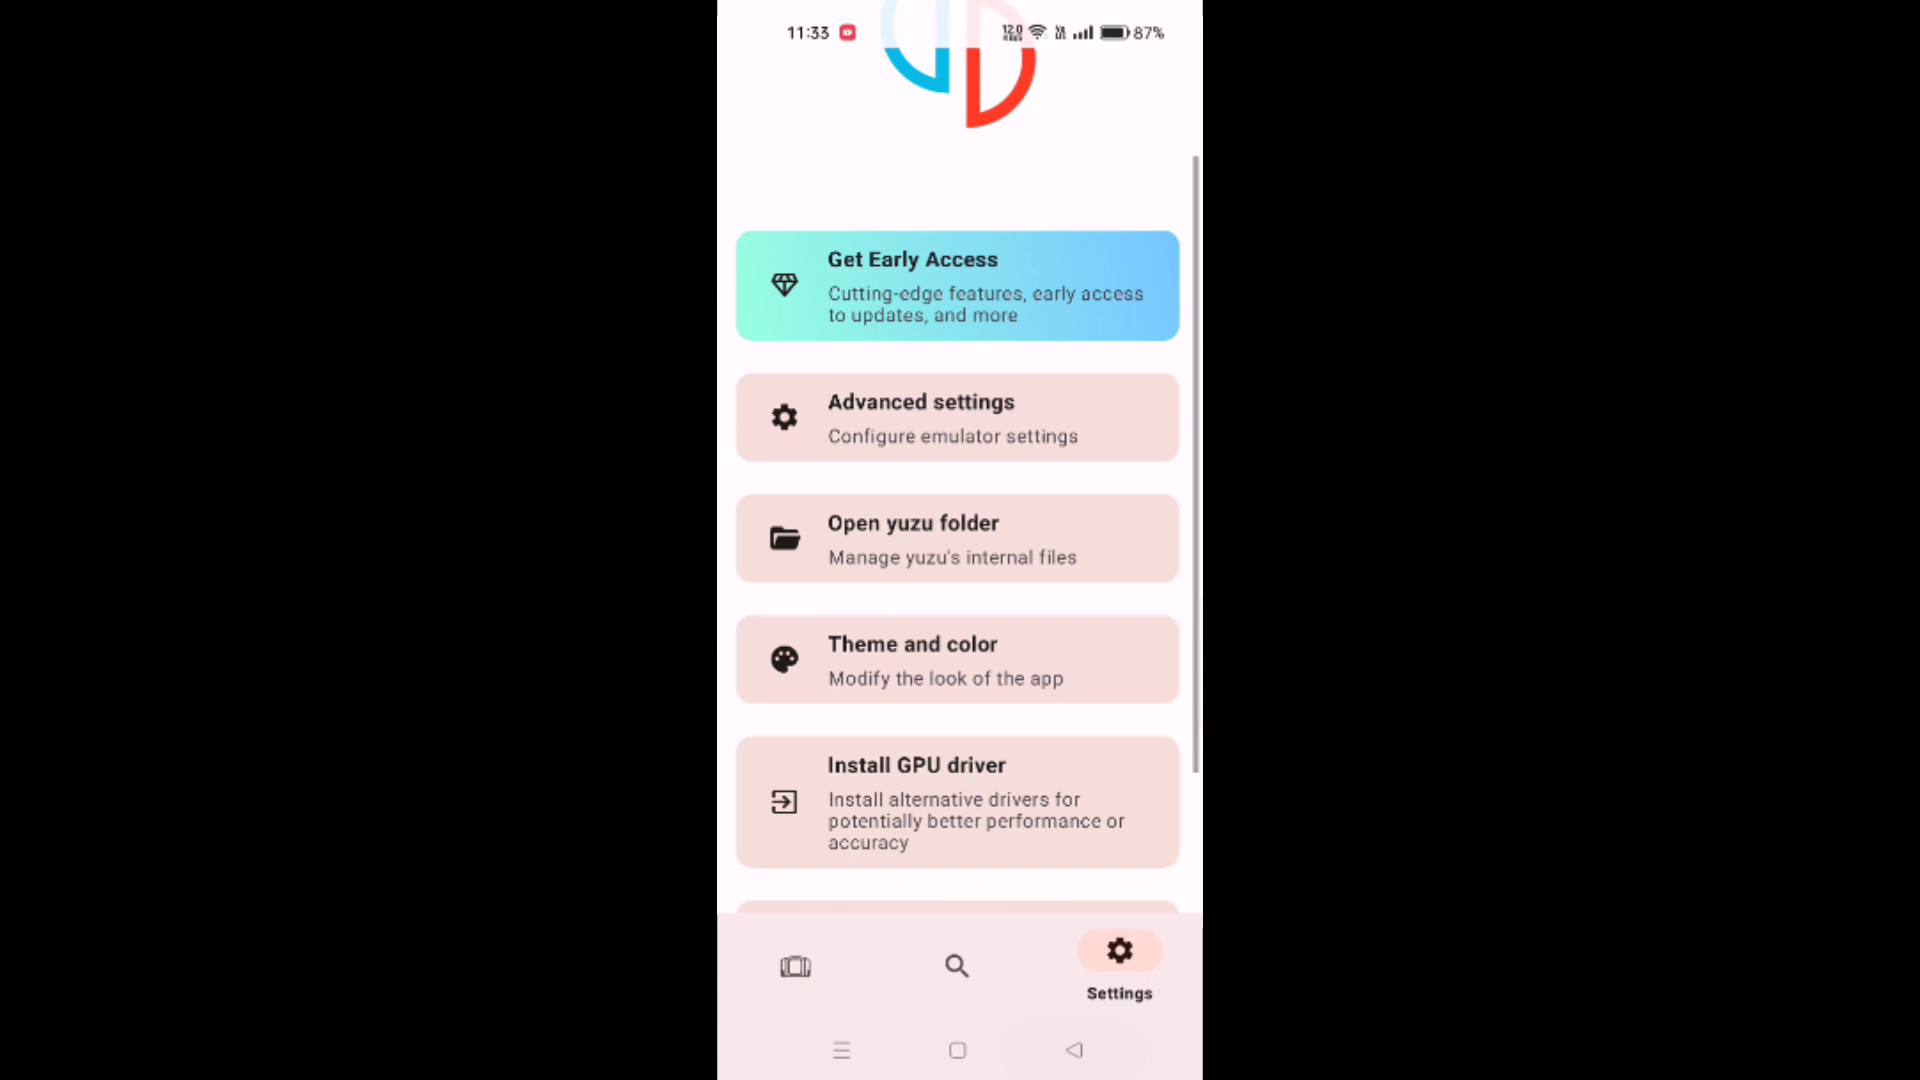 11:33
87%
Get Early Access
Cutting-edge features, early access
to updates, and more
Advanced settings
Configure emulator settings
Open yuzu folder
Manage yuzu's internal files
Theme and color
Modify the look of the app
Install GPU driver
Install alternative drivers for
potentially better performance or
accuracy
Settings